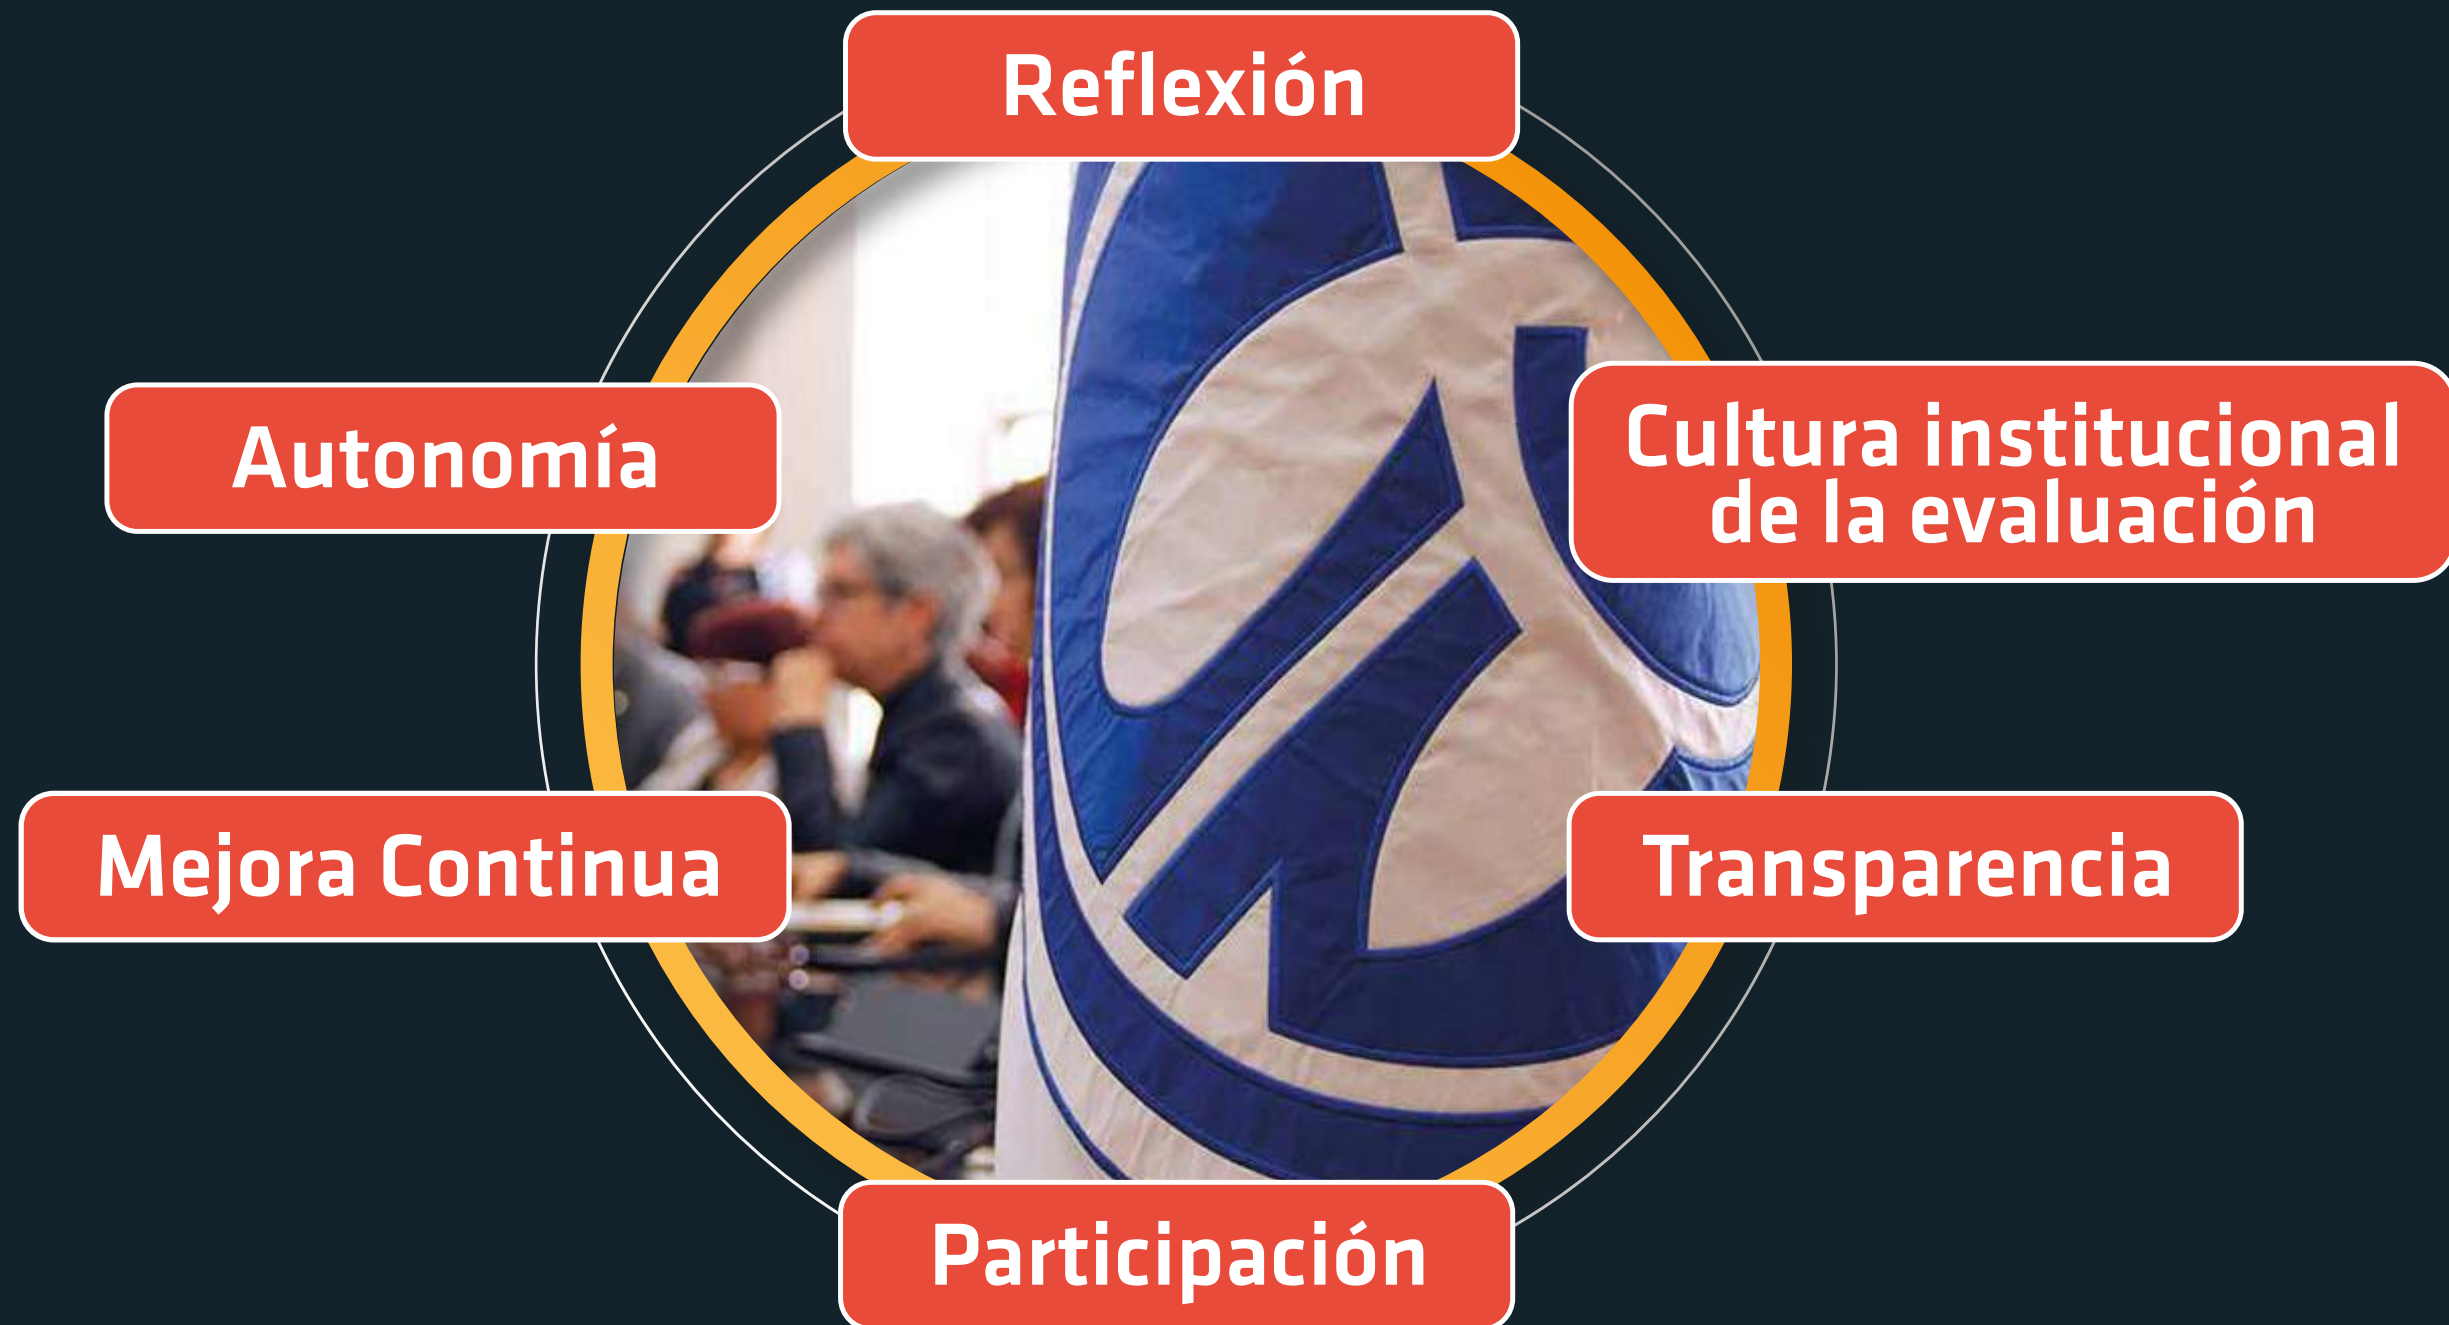 Reflexión
Autonomía
Cultura institucional
de la evaluación
Mejora Continua
Transparencia
Participación